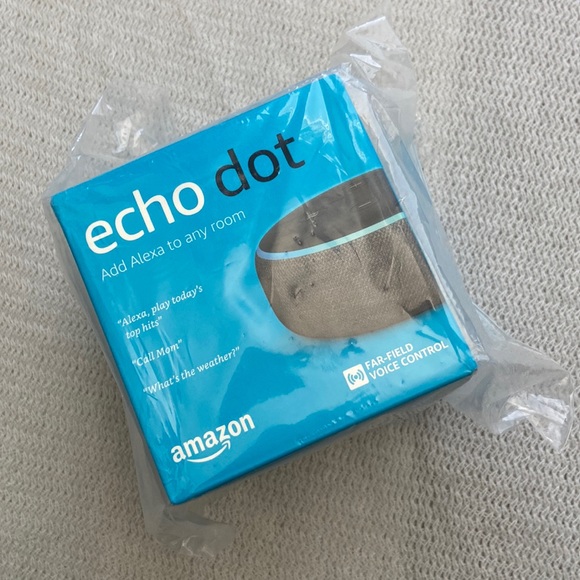 echo dot
Add Alexa to any room
“Alexa, play today's
top hits”
“Call Mom”
“What's the weather?”
FAR-FIELD
VOICE CONTROL
amazon